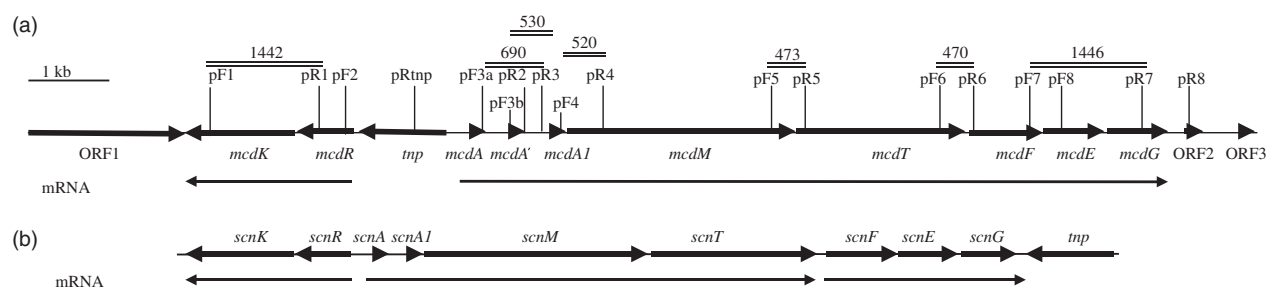 (a)
530
1442 690 520 473 470 1446
1 kb
pF1 pR1 pF2 pRtnp pF3a pR2 pR3 pR4 pF5 pR5 pF6 pR6 pF7 pF8 pR7 pR8
pF3b pF4
ORF1 mcdK mcdR tnp mcdA mcdA' mcdA1 mcdM mcdT mcdF mcdE mcdG ORF2 ORF3
mRNA
(b) scnK scnR scnA scnA1 scnM scnT scnF scnE scnG tnp
mRNA